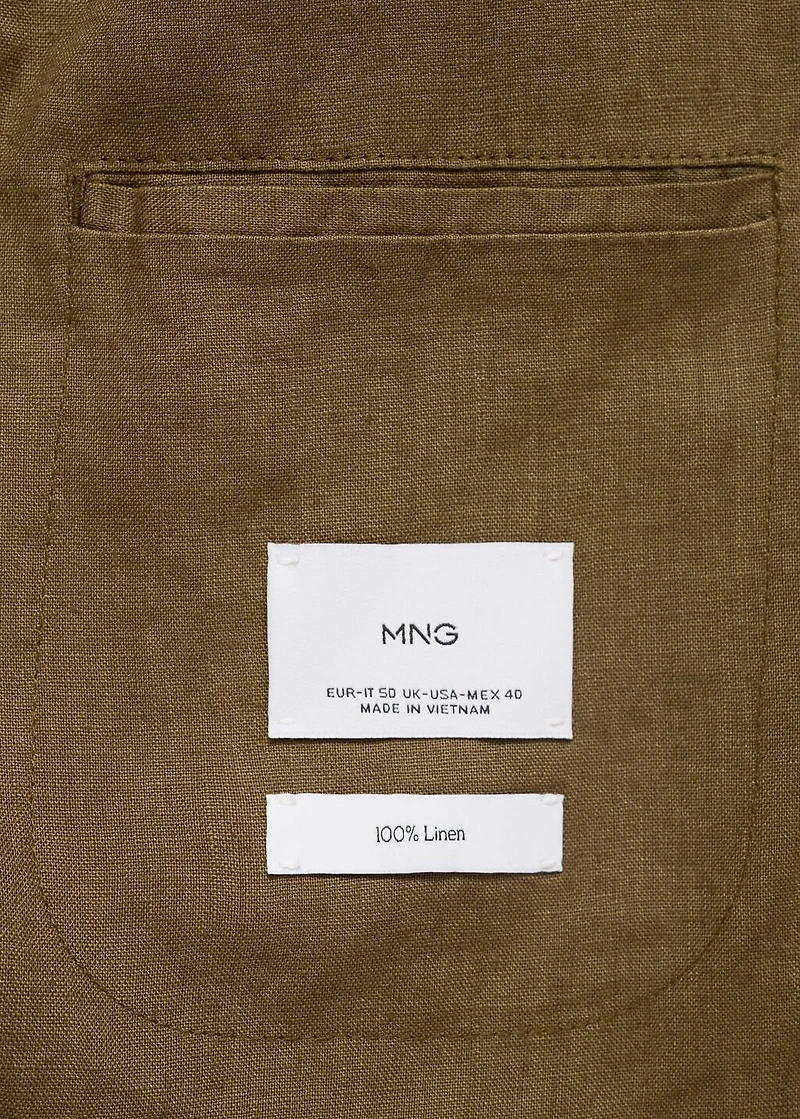 MNG
EUR-IT 50 UK-USA-MEX 40
MADE IN VIETNAM
100% Linen